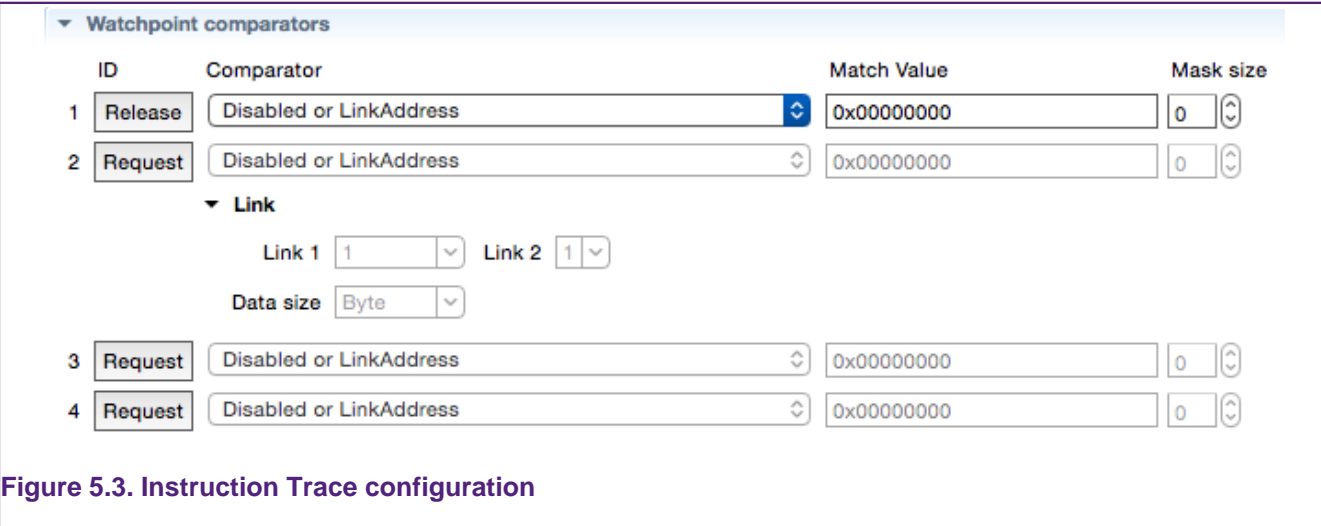 Watchpoint comparators
ID Comparator Match Value Mask size
1 Release Disabled or LinkAddress 0x00000000 0
2 Request Disabled or LinkAddress 0x00000000 0
Link
Link 1 1 Link 2 1
Data size Byte
3 Request Disabled or LinkAddress 0x00000000 0
4 Request Disabled or LinkAddress 0x00000000 0
Figure 5.3. Instruction Trace configuration